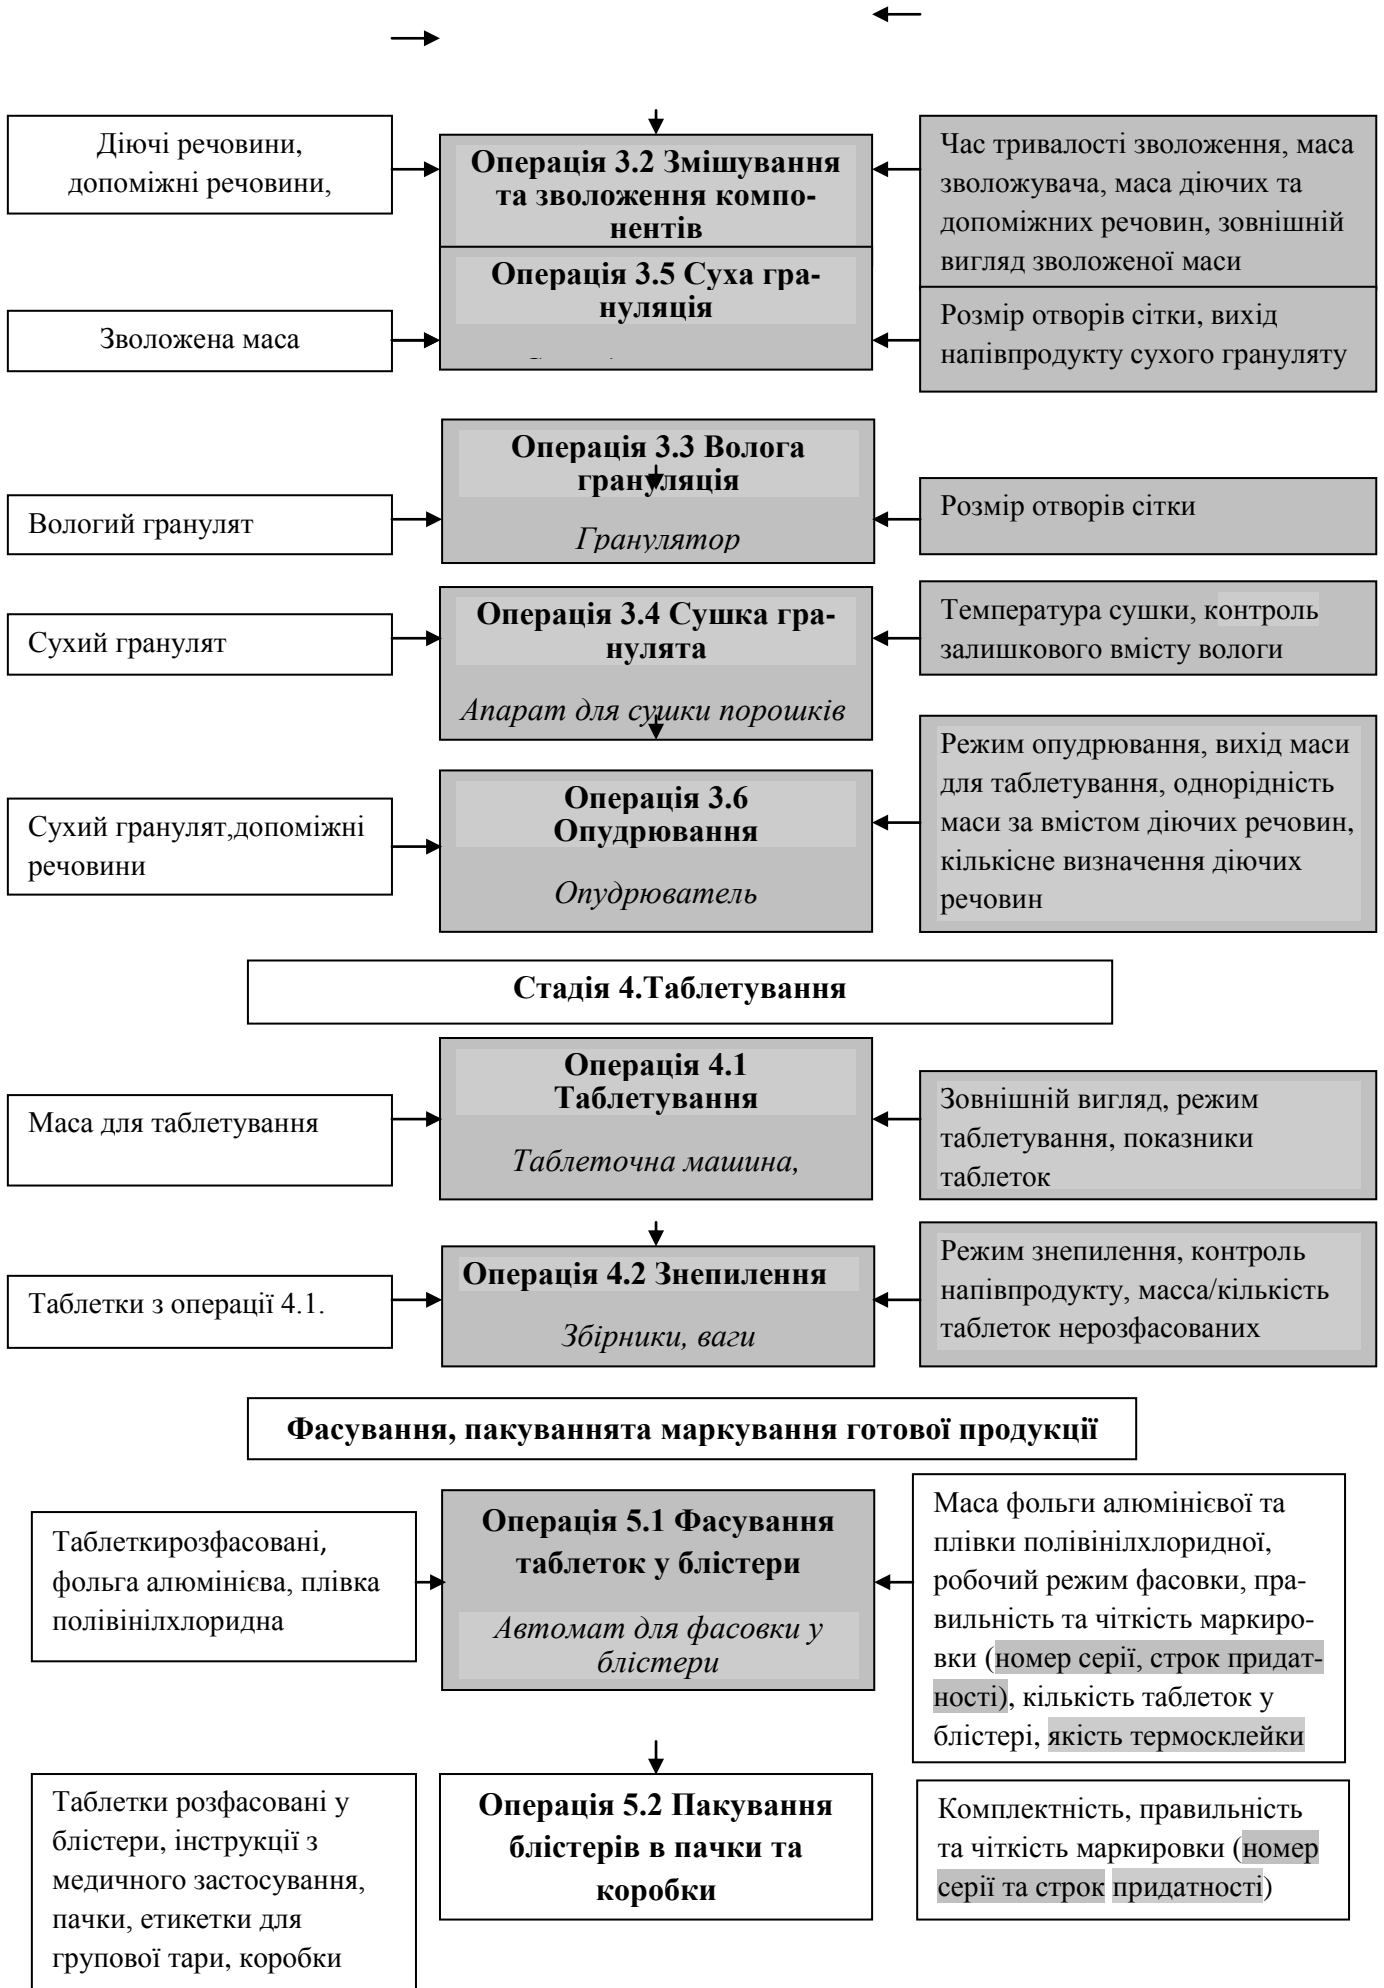 Діючі речовини,
допоміжні речовини,
Операція 3.2 Змішування
та зволоження компо-
нентів
Час тривалості зволоження, маса
зволожувача, маса діючих та
допоміжних речовин, зовнішній
вигляд зволоженої маси
Зволожена маса
Операція 3.5 Суха гра-
нуляція
Розмір отворів сітки, вихід
напівпродукту сухого грануляту
Вологий гранулят
Операція 3.3 Волога
грануляція
Гранулятор
Розмір отворів сітки
Сухий гранулят
Операція 3.4 Сушка гра-
нулята
Апарат для сушки порошків
Температура сушки, контроль
залишкового вмісту вологи
Сухий гранулят,допоміжні
речовини
Операція 3.6
Опудрювання
Опудрюватель
Режим опудрювання, вихід маси
для таблетування, однорідність
маси за вмістом діючих речовин,
кількісне визначення діючих
речовин
Стадія 4.Таблетування
Маса для таблетування
Операція 4.1
Таблетування
Таблеточна машина,
Зовнішній вигляд, режим
таблетування, показники
таблеток
Таблетки з операції 4.1.
Операція 4.2 Знепилення
Збірники, ваги
Режим знепилення, контроль
напівпродукту, масса/кількість
таблеток нерозфасованих
Фасування, пакуваннята маркування готової продукції
Таблеткирозфасовані,
фольга алюмінієва, плівка
полівінілхлоридна
Операція 5.1 Фасування
таблеток у блістери
Автомат для фасовки у
блістери
Маса фольги алюмінієвої та
плівки полівінілхлоридної,
робочий режим фасовки, пра-
вильність та чіткість маркиро-
вки (номер серії, строк придат-
ності), кількість таблеток у
блістері, якість термосклейки
Таблетки розфасовані у
блістери, інструкції з
медичного застосування,
пачки, етикетки для
групової тари, коробки
Операція 5.2 Пакування
блістерів в пачки та
коробки
Комплектність, правильність
та чіткість маркировки (номер
серії та строк придатності)